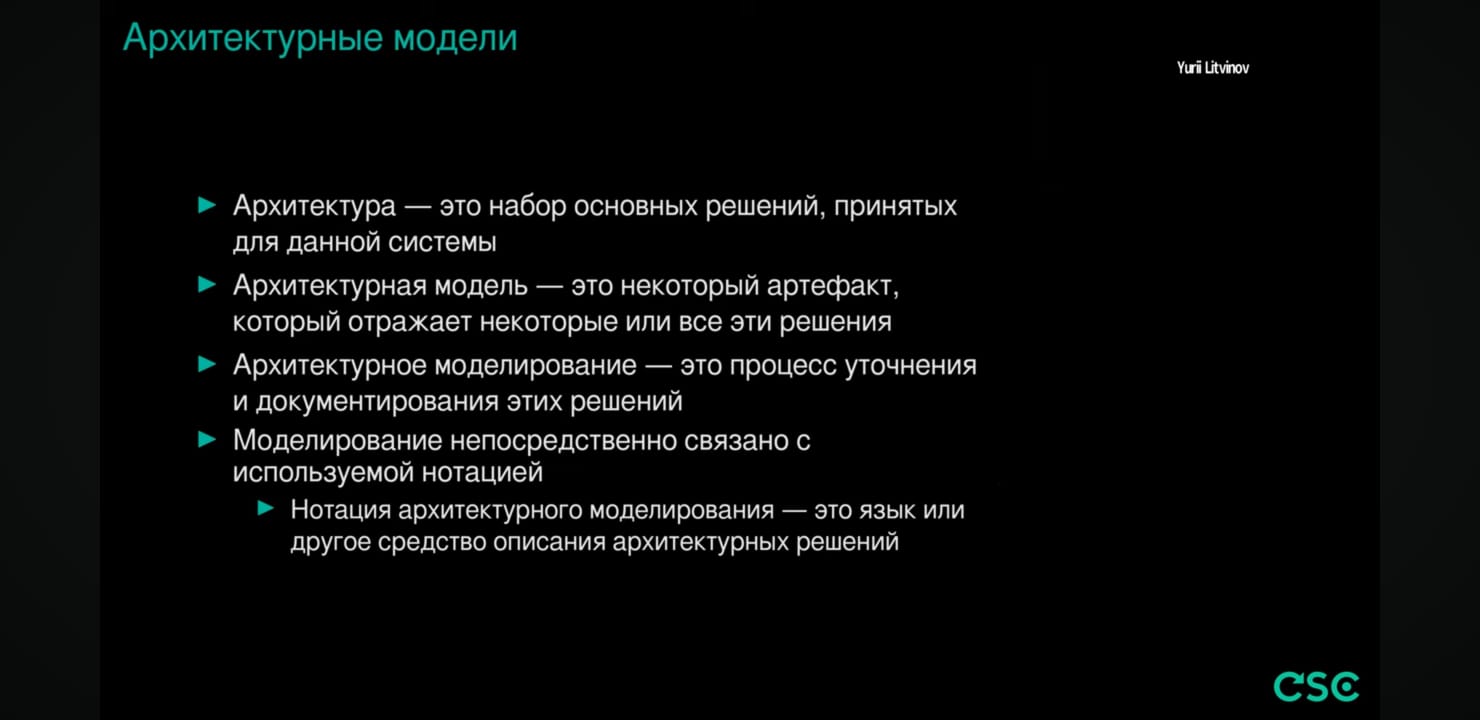 Архитектурные модели
Yurii Litvinov
Архитектура — это набор основных решений, принятых
для данной системы
Архитектурная модель — это некоторый артефакт,
который отражает некоторые или все эти решения
Архитектурное моделирование — это процесс уточнения
и документирования этих решений
Моделирование непосредственно связано с
используемой нотацией
Нотация архитектурного моделирования — это язык или
другое средство описания архитектурных решений
CSC